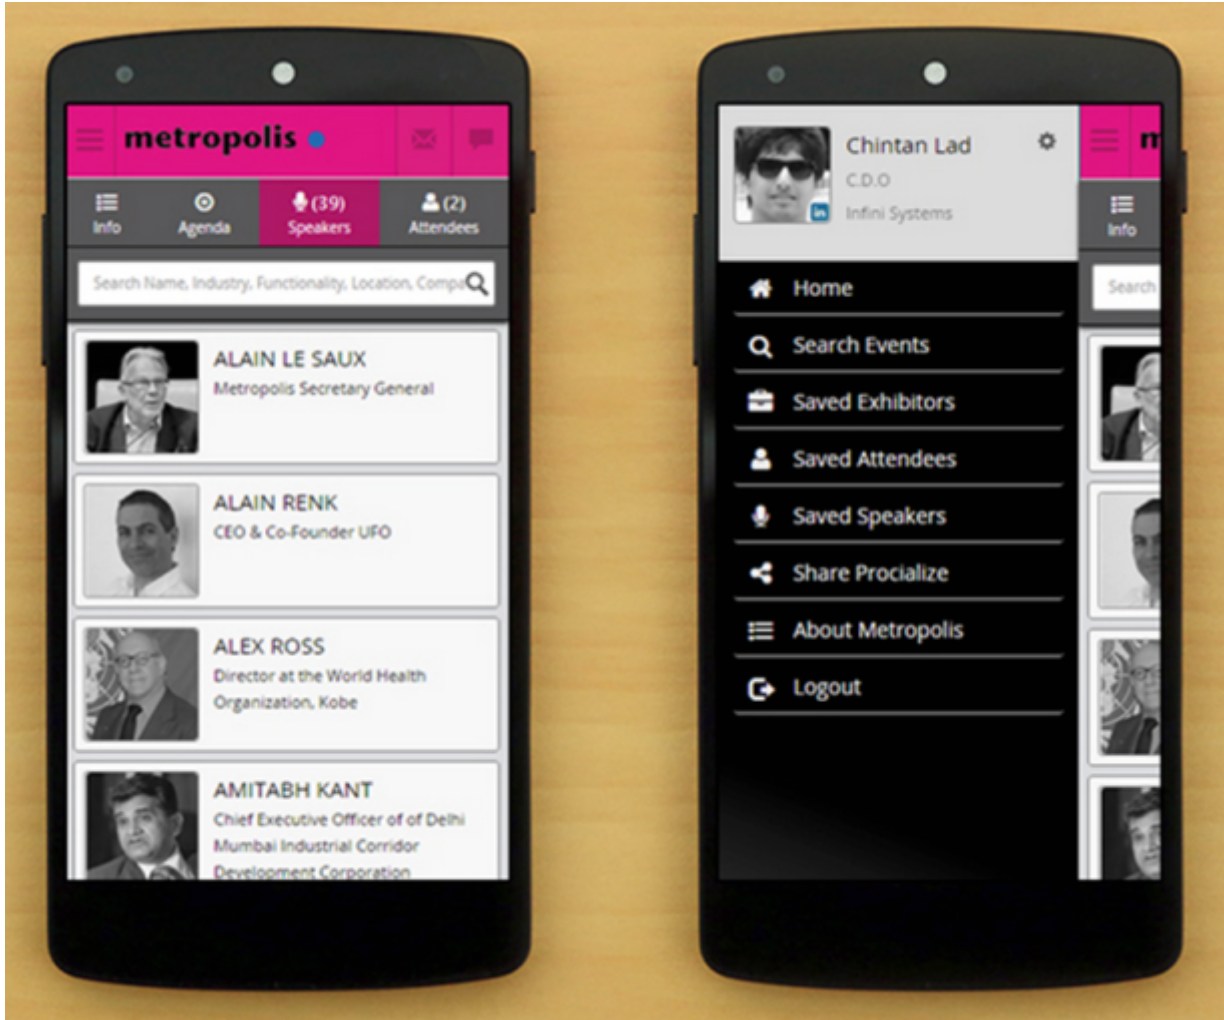 metropolis
(39)
(2)
Info
Agenda
Speakers
Attendees
Search Name, Industry, Functionality, Location, Compa
ALAIN LE SAUX
Metropolis Secretary General
ALAIN RENK
CEO & Co-Founder UFO
ALEX ROSS
Director at the World Health
Organization, Kobe
AMITABH KANT
Chief Executive Officer of of Delhi
Mumbai Industrial Corridor
Development Corporation
Chintan Lad
C.D.O
Infini Systems
in
Home
Search Events
Saved Exhibitors
Saved Attendees
Saved Speakers
Share Procialize
About Metropolis
Logout
m
Info
Search